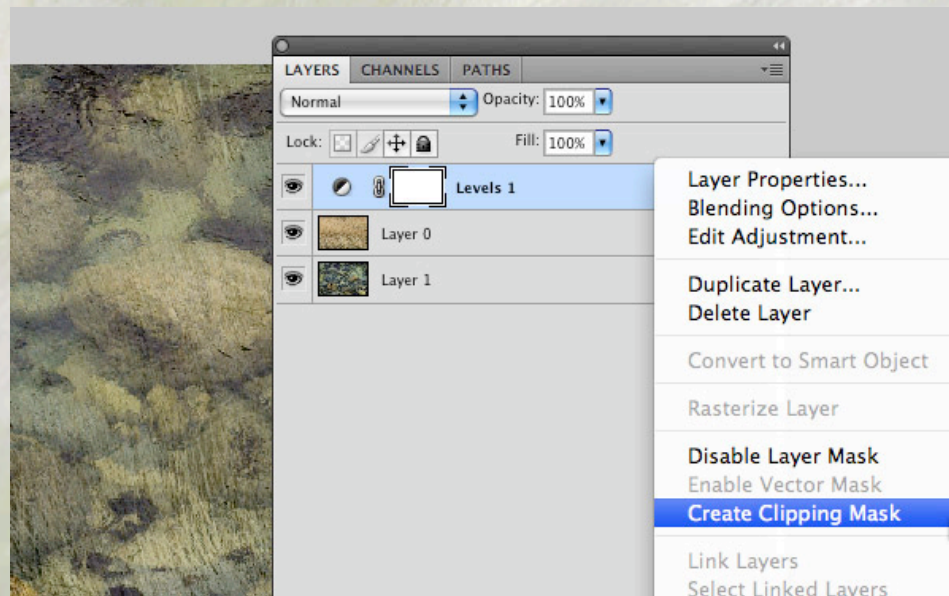 LAYERS CHANNELS PATHS
Normal Opacity: 100%
Lock: Fill: 100%
Levels 1
Layer 0
Layer 1
Layer Properties...
Blending Options...
Edit Adjustment...
Duplicate Layer...
Delete Layer
Convert to Smart Object
Rasterize Layer
Disable Layer Mask
Enable Vector Mask
Create Clipping Mask
Link Layers
Select Linked Layers